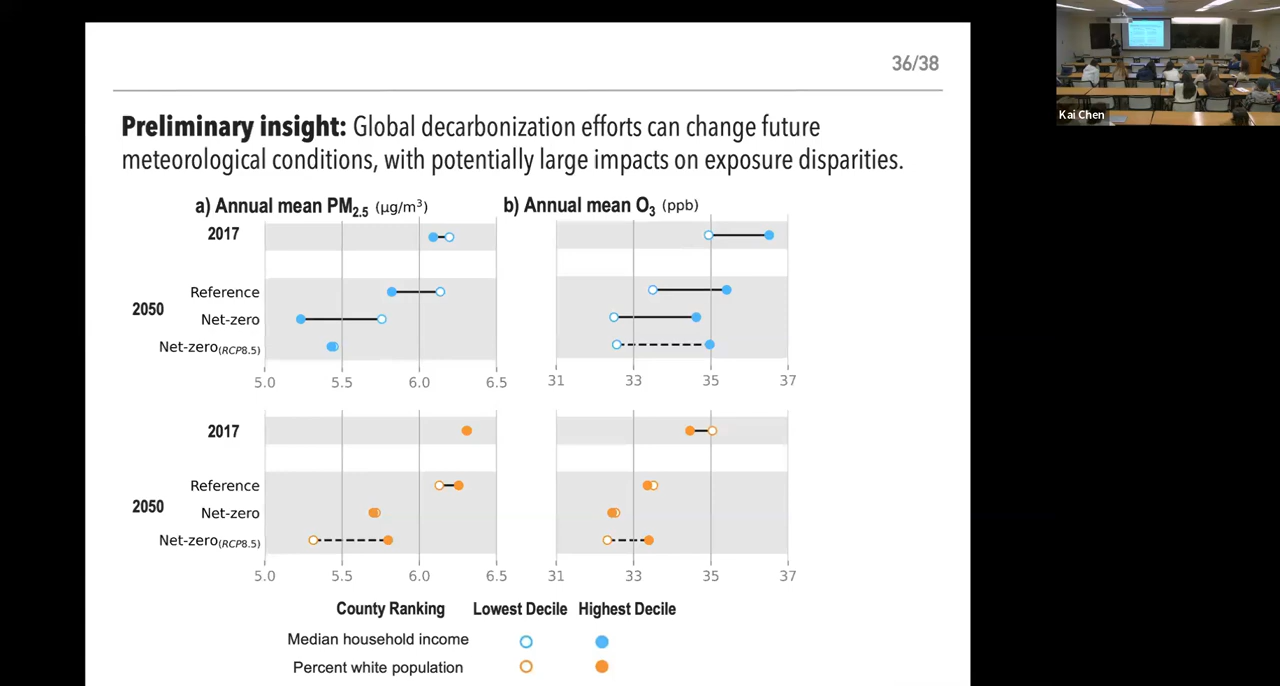 36/38
Preliminary insight: Global decarbonization efforts can change future
meteorological conditions, with potentially large impacts on exposure disparities.
a) Annual mean PM2.5 (μg/m³)
b) Annual mean O3 (ppb)
2017
2050
Reference
Net-zero
Net-zero(RCP8.5)
5.0 5.5 6.0 6.5
31 33 35 37
2017
2050
Reference
Net-zero
Net-zero(RCP8.5)
5.0 5.5 6.0 6.5
31 33 35 37
County Ranking Lowest Decile Highest Decile
Median household income
Percent white population
Kai Chen